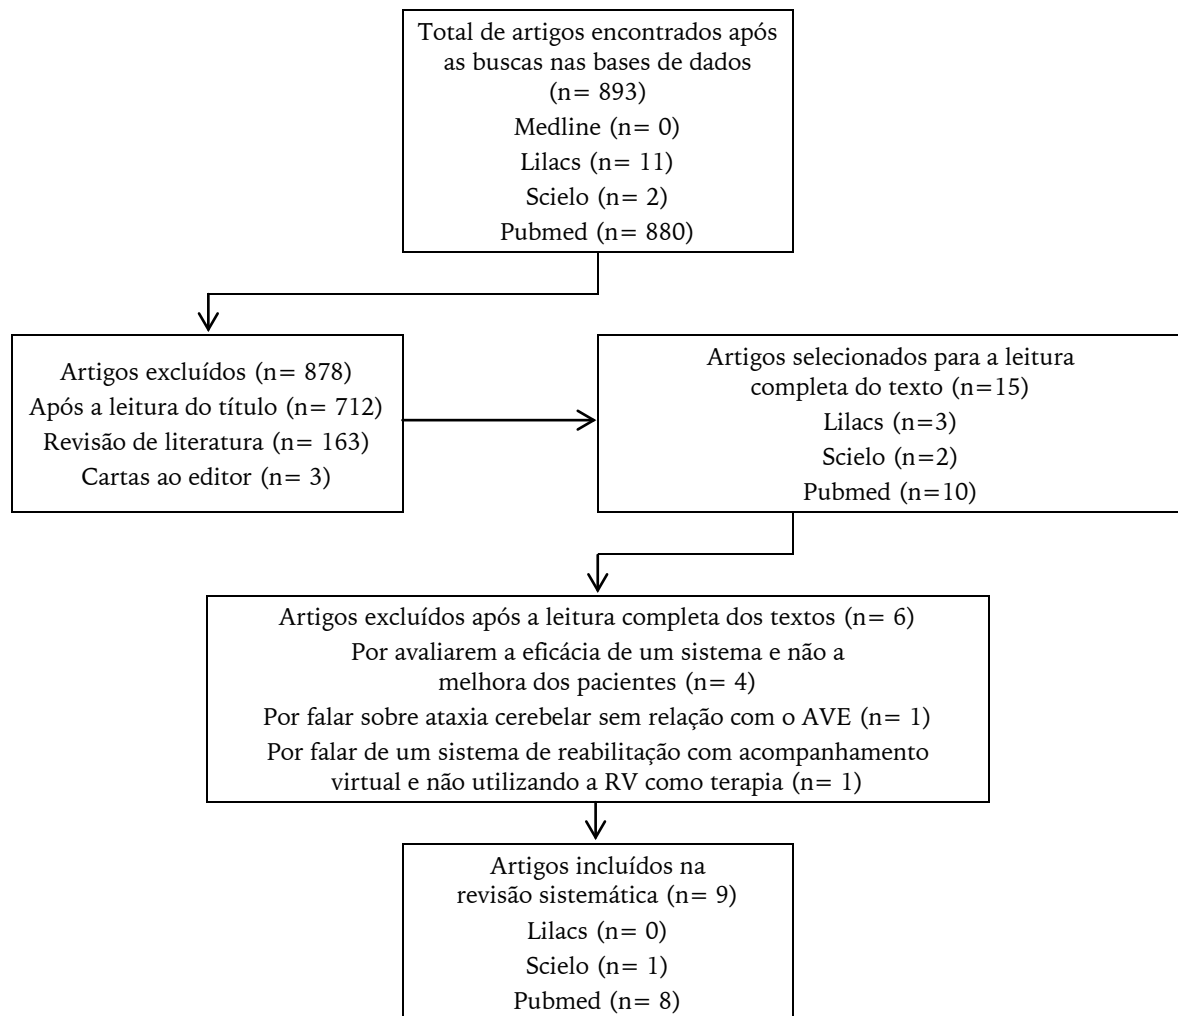 Total de artigos encontrados após
as buscas nas bases de dados
(n= 893)
Medline (n= 0)
Lilacs (n= 11)
Scielo (n= 2)
Pubmed (n= 880)
Artigos excluídos (n= 878)
Após a leitura do título (n= 712)
Revisão de literatura (n= 163)
Cartas ao editor (n= 3)
Artigos selecionados para a leitura
completa do texto (n=15)
Lilacs (n=3)
Scielo (n=2)
Pubmed (n=10)
Artigos excluídos após a leitura completa dos textos (n= 6)
Por avaliarem a eficácia de um sistema e não a
melhora dos pacientes (n= 4)
Por falar sobre ataxia cerebelar sem relação com o AVE (n= 1)
Por falar de um sistema de reabilitação com acompanhamento
virtual e não utilizando a RV como terapia (n= 1)
Artigos incluídos na
revisão sistemática (n= 9)
Lilacs (n= 0)
Scielo (n= 1)
Pubmed (n= 8)